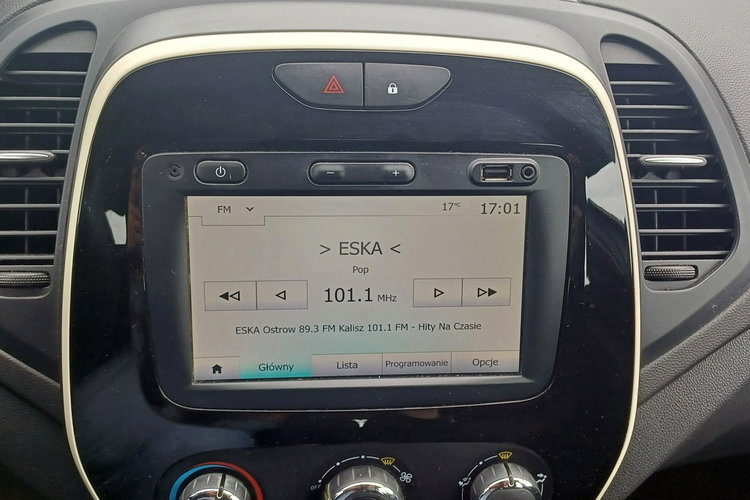 FM 17°C 17:01
> ESKA <
Pop
101.1 MHz
ESKA Ostrow 89.3 FM Kalisz 101.1 FM - Hity Na Czasie
Główny Lista Programowanie Opcje
OFF